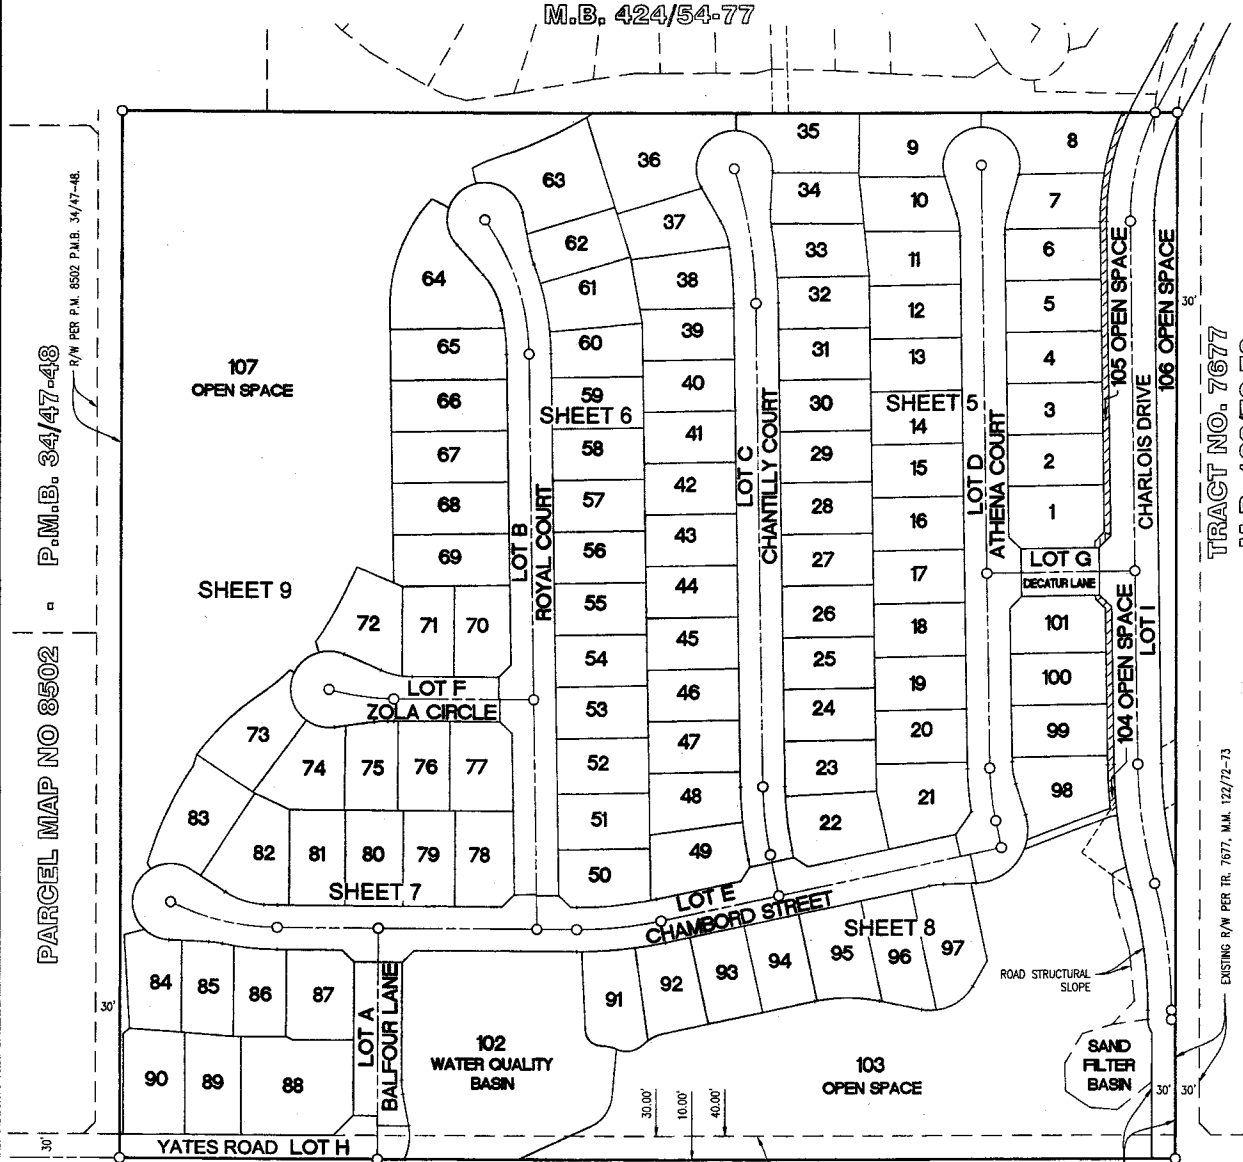 M.B. 424/54-77
35
8
9
36
63
34
10
7
37
62
33
11
6
38
64
61
32
12
5
39
60
65
31
13
4
107
OPEN SPACE
40
59
66
30
SHEET 6
SHEET 5
14
3
41
58
67
29
15
2
42
57
68
28
16
1
43
56
69
27
17
LOT G
DECATUR LANE
44
55
SHEET 9
72
71
70
26
18
101
45
54
25
19
100
46
LOT F
ZOLA CIRCLE
53
24
20
99
47
73
74
75
76
77
52
23
21
98
48
83
51
22
49
82
81
80
79
78
50
SHEET 7
LOT E
CHAMBORD STREET
SHEET 8
97
96
95
94
93
92
91
84
85
86
87
90
89
88
102
WATER QUALITY
BASIN
103
OPEN SPACE
ROAD STRUCTURAL
SLOPE
SAND
FILTER
BASIN
YATES ROAD LOT H
LOT A
BALFOUR LANE
LOT B
ROYAL COURT
LOT C
CHANTILLY COURT
LOT D
ATHENA COURT
105 OPEN SPACE
106 OPEN SPACE
CHARLOIS DRIVE
104 OPEN SPACE
LOT I
PARCEL MAP NO 8502 - P.M.B. 34/47-48
R/W PER P.M. 8502 P.M.B. 34/47-48.
TRACT NO. 7677
EXISTING R/W PER TR. 7677, M.M. 122/72-73
30'
30'
30'
30'
30'
30.00'
10.00'
40.00'